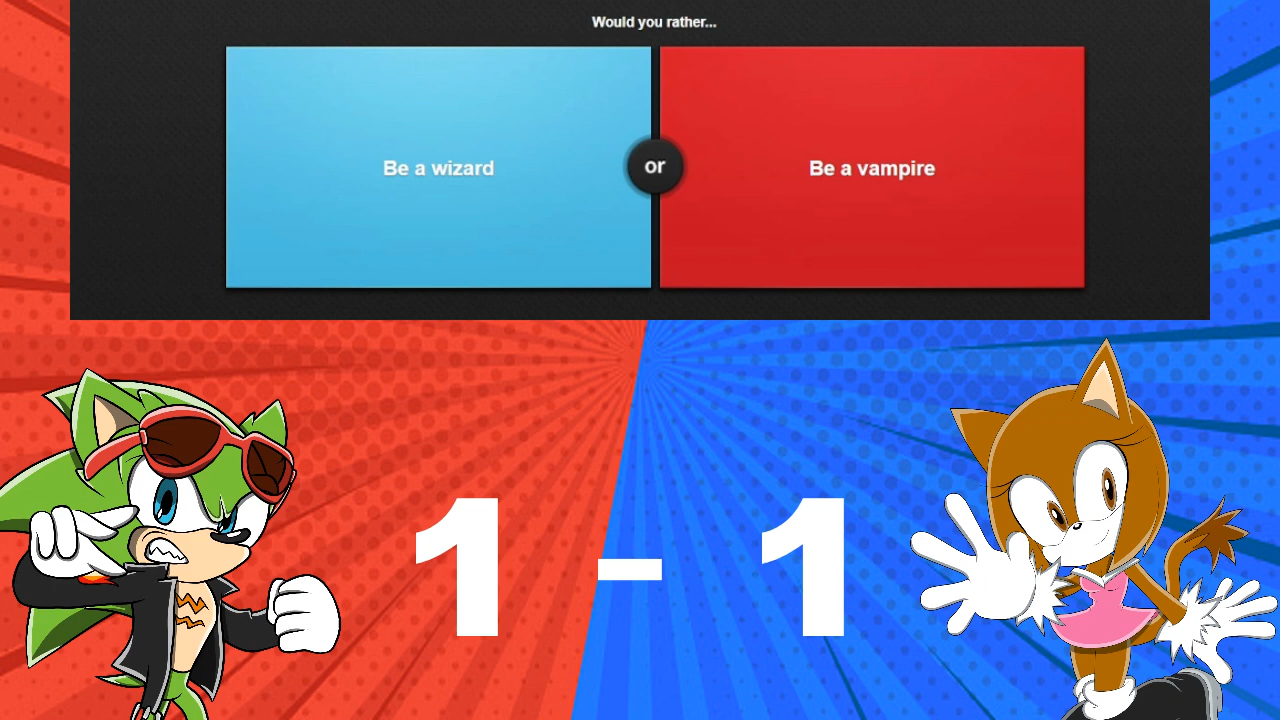 Would you rather...
Be a wizard
or
Be a vampire
1 - 1